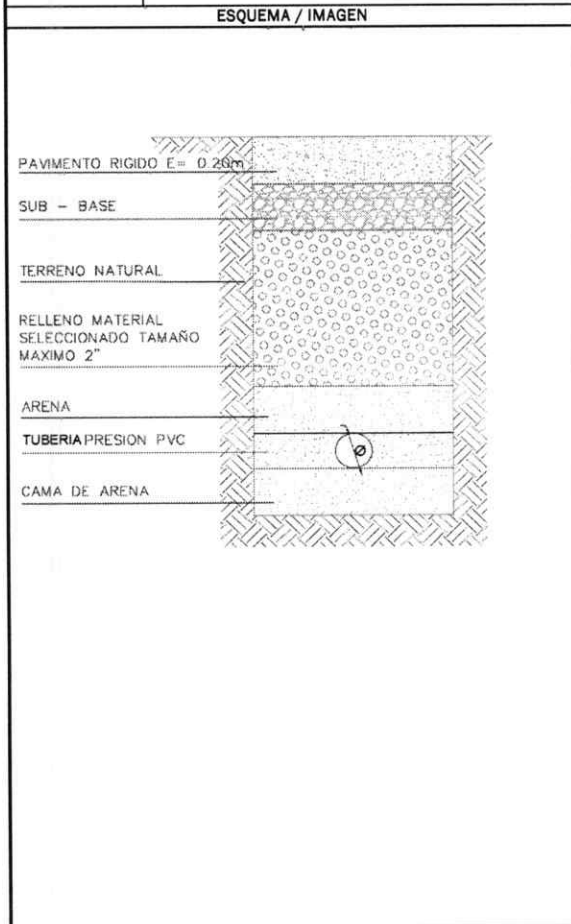 ESQUEMA / IMAGEN
PAVIMENTO RIGIDO E= 0.20m
SUB - BASE
TERRENO NATURAL
RELLENO MATERIAL
SELECCIONADO TAMAÑO
MAXIMO 2"
ARENA
TUBERIA PRESION PVC
Ø
CAMA DE ARENA